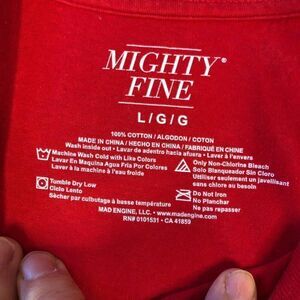 MIGHTY®
FINE
L/G/G
100% COTTON / ALGODON / COTON
MADE IN CHINA / HECHO EN CHINA / FABRIQUÉ EN CHINE
Wash inside out • Lavar de adentro hacia afuera • Laver à l'envers
Machine Wash Cold with Like Colors
Lavar En Maquina Agua Fria Por Colores
Laver à la machine à l'eau froide
Only Non-Chlorine Bleach
Solo Blanqueador Sin Cloro
Utiliser seulement un javellisant
sans chlore au besoin
Tumble Dry Low
Ciclo Lento
Sécher par culbutage à basse température
Do Not Iron
No Planchar
Ne pas repasser
MAD ENGINE, LLC. • www.madengine.com
RN# 0101531 - CA 41859